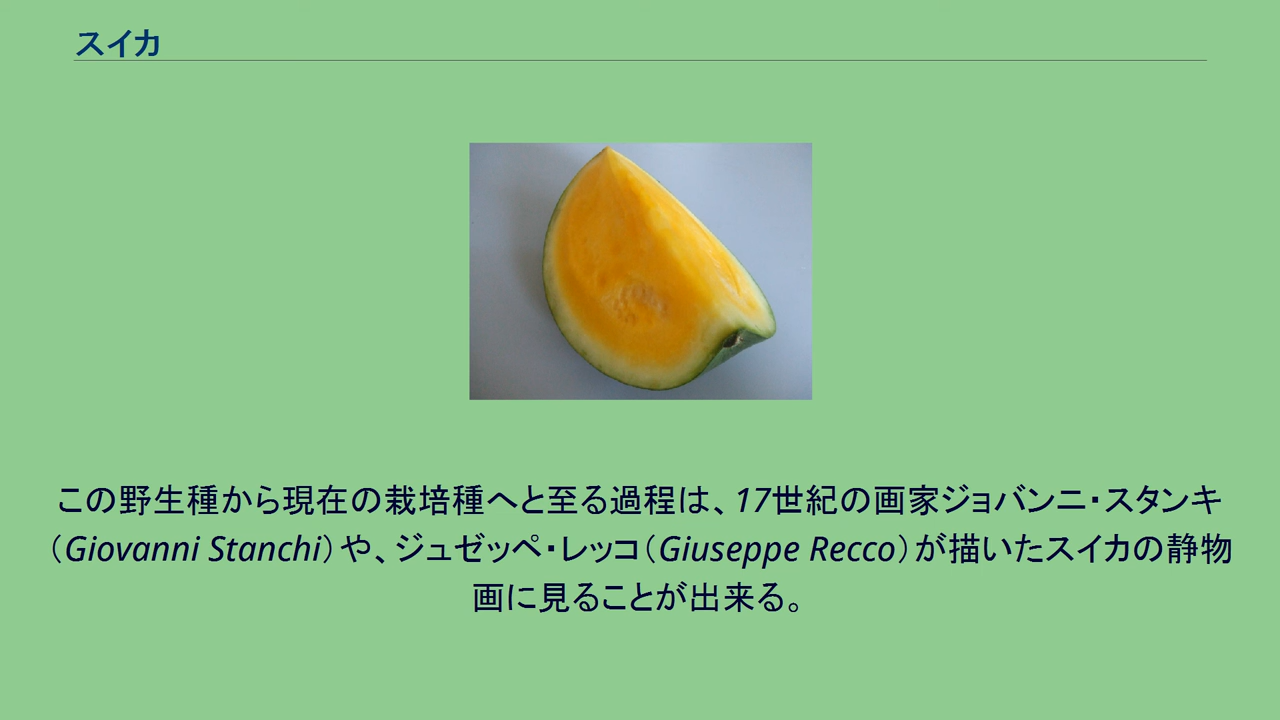 スイカ
この野生種から現在の栽培種へと至る過程は、17世紀の画家ジョバンニ・スタンキ
（Giovanni Stanchi）や、ジュゼッペ・レッコ（Giuseppe Recco）が描いたスイカの静物
画に見ることが出来る。